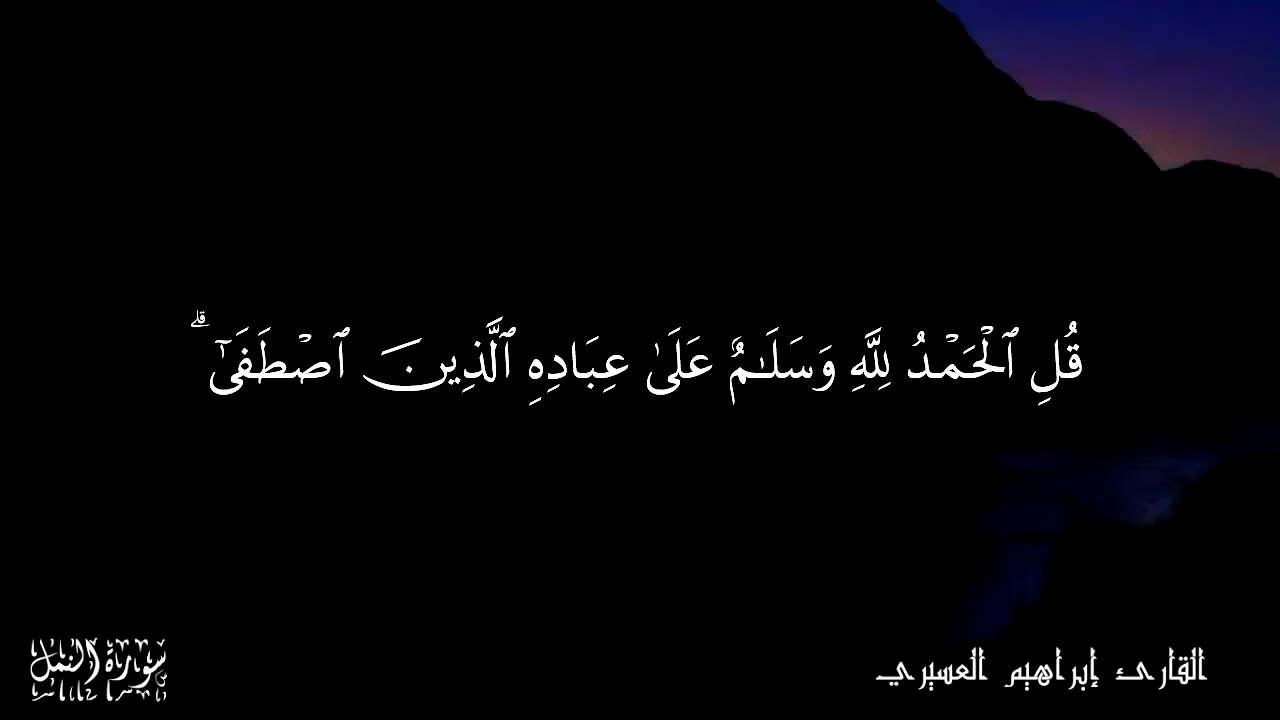 قُلِ ٱلْحَمْدُ لِلَّهِ وَسَلَـٰمٌ عَلَىٰ عِبَادِهِ ٱلَّذِينَ ٱصْطَفَىٰٓ ۗ
سورة النمل
القارئ إبراهيم العسيري